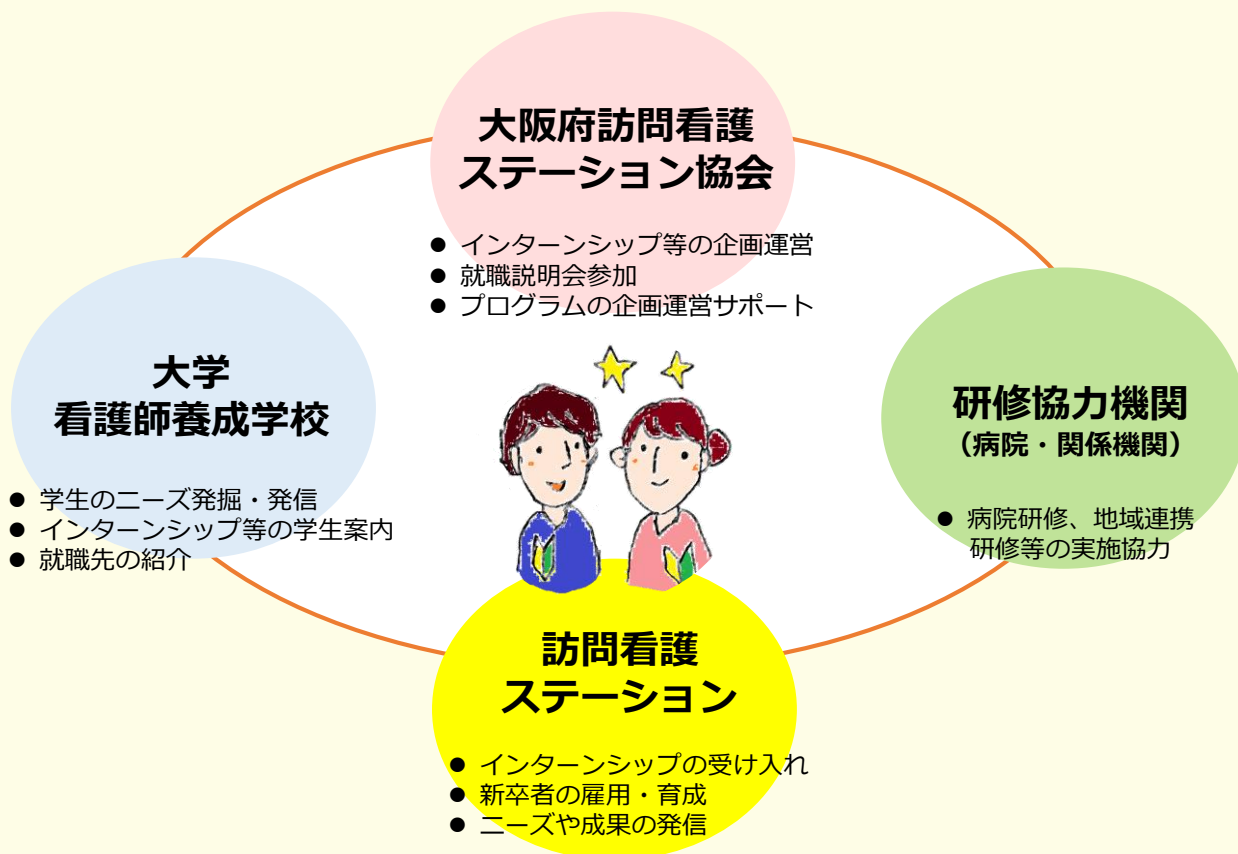 大阪府訪問看護
ステーション協会
● インターンシップ等の企画運営
● 就職説明会参加
● プログラムの企画運営サポート
大学
看護師養成学校
● 学生のニーズ発掘・発信
● インターンシップ等の学生案内
● 就職先の紹介
研修協力機関
（病院・関係機関）
● 病院研修、地域連携
研修等の実施協力
訪問看護
ステーション
● インターンシップの受け入れ
● 新卒者の雇用・育成
● ニーズや成果の発信